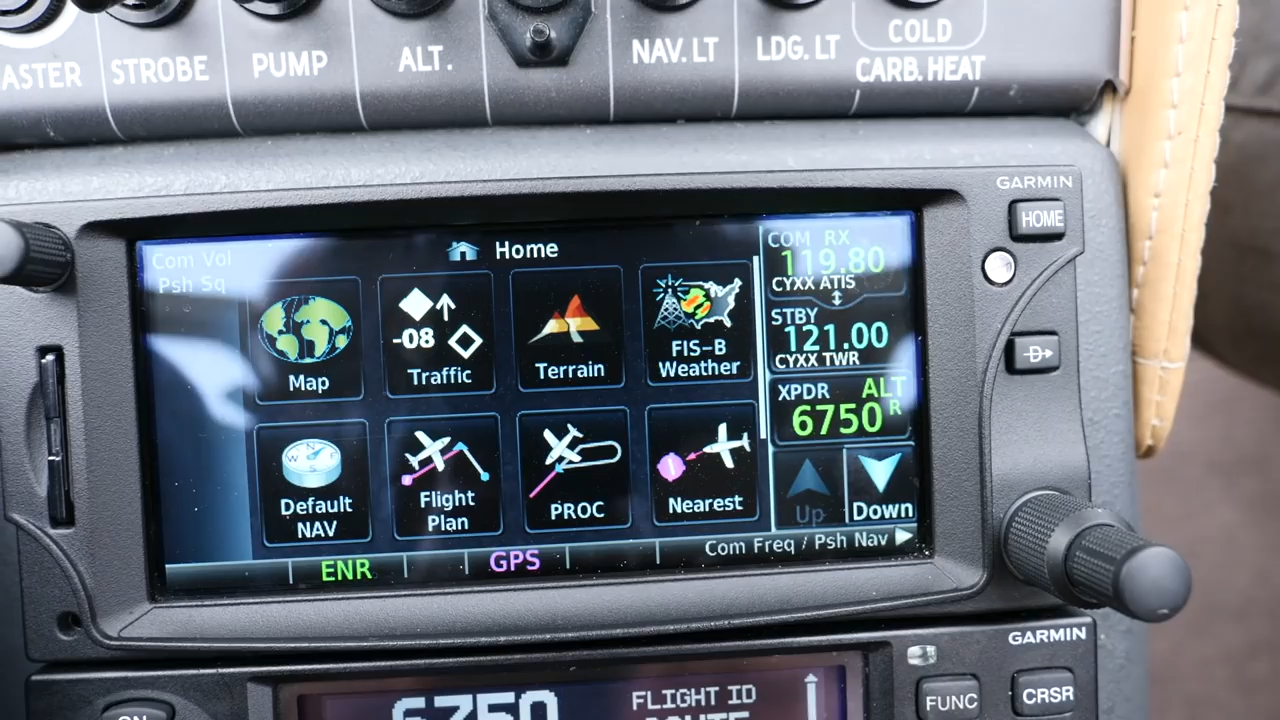 ASTER
STROBE
PUMP
ALT.
NAV. LT
LDG. LT
COLD
CARB. HEAT
GARMIN
HOME
Com Vol
Psh Sq
Home
COM RX
119.80
CYXX ATIS
STBY
121.00
CYXX TWR
XPDR ALT
6750 R
Map
-08
Traffic
Terrain
FIS-B
Weather
D
N
W E
S
Default
NAV
Flight
Plan
PROC
Nearest
Up
Down
Com Freq / Psh Nav
ENR
GPS
GARMIN
ON
6750
FLIGHT ID
FUNC
CRSR